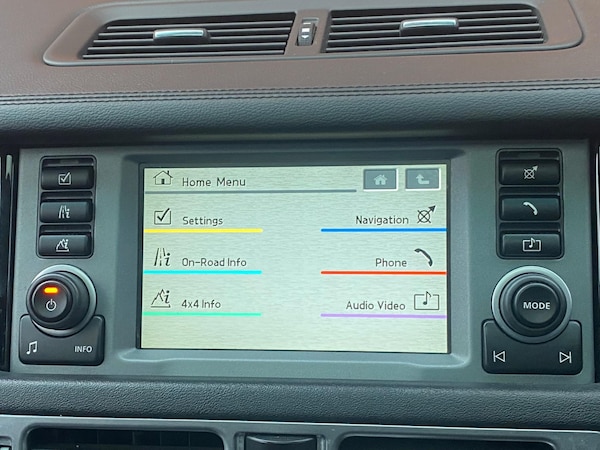 Home Menu
Settings
Navigation
On-Road Info
Phone
4x4 Info
Audio Video
INFO
MODE